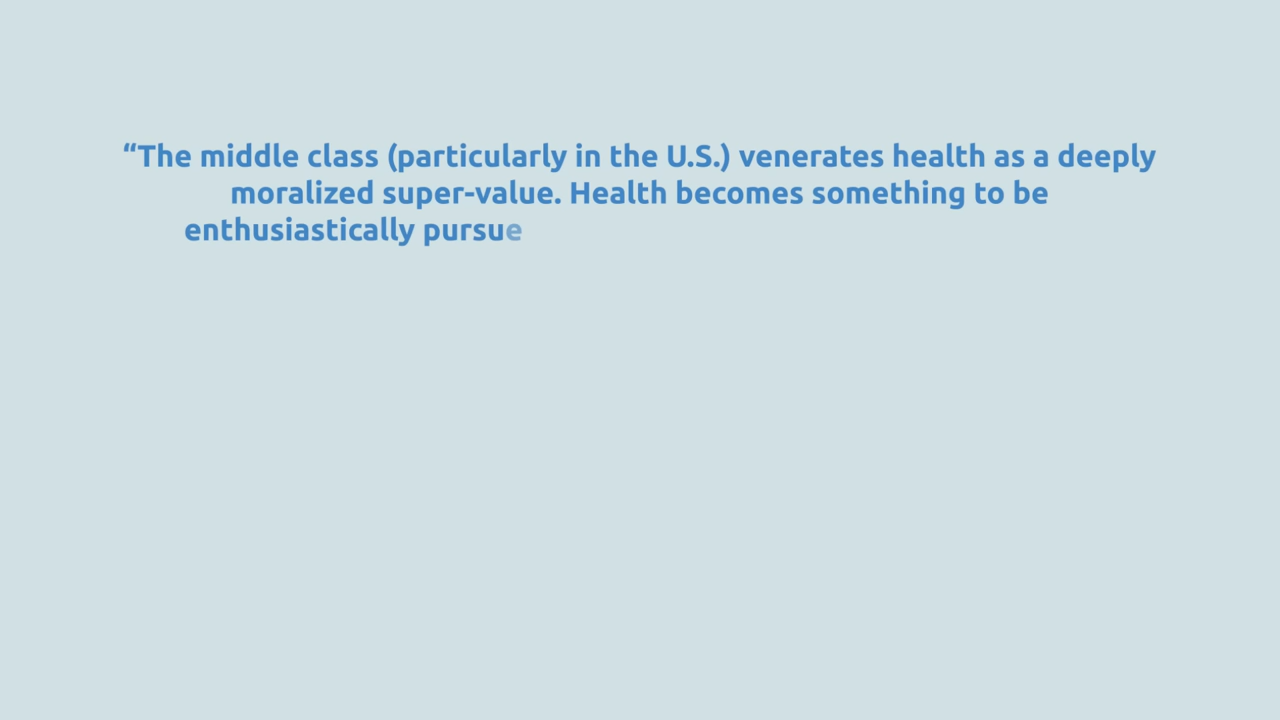 “The middle class (particularly in the U.S.) venerates health as a deeply
moralized super-value. Health becomes something to be
enthusiastically pursue